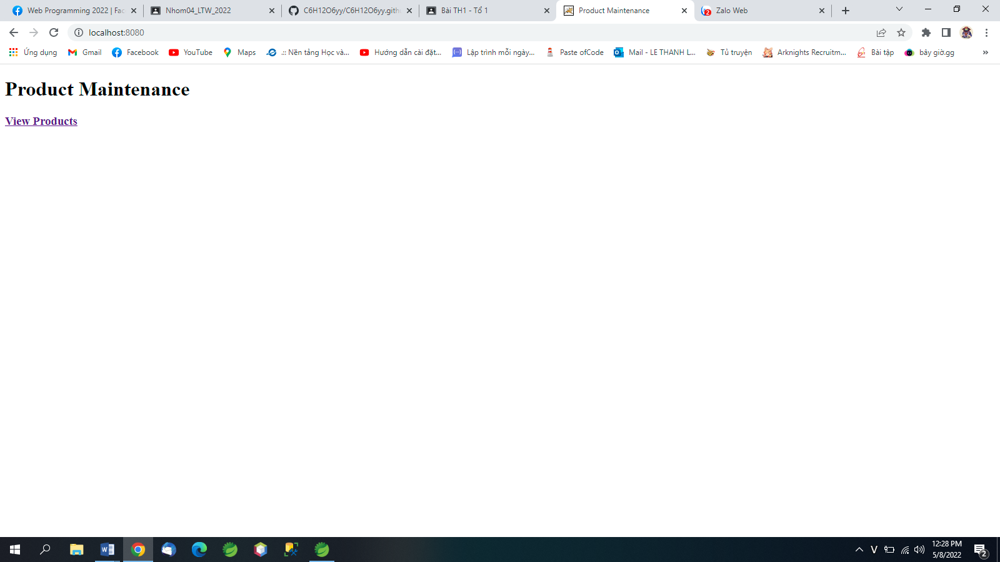 Web Programming 2022 | Fac
Nhom04_LTW_2022
C6H12O6yy/C6H12O6yy.gith
Bài TH1 - Tổ 1
Product Maintenance
2
Zalo Web
localhost:8080
Ứng dụng
Gmail
Facebook
YouTube
Maps
.:: Nền tảng Học và...
Hướng dẫn cài đặt...
Lập trình mỗi ngày...
Paste ofCode
Mail - LE THANH L...
Tủ truyện
Arknights Recruitm...
Bài tập
bây giờ.gg
»
Product Maintenance
View Products
V
12:28 PM
5/8/2022
2